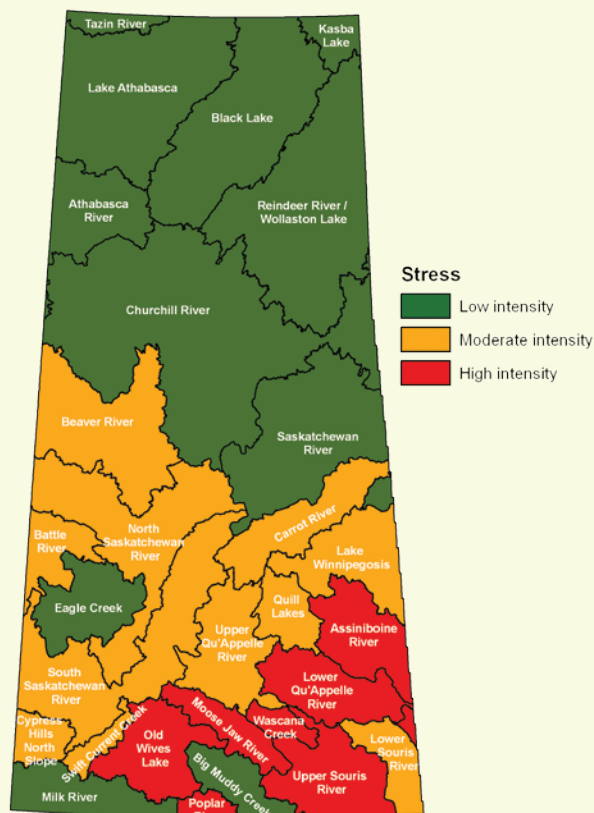 Tazin River
Kasba
Lake
Lake Athabasca
Black Lake
Athabasca
River
Reindeer River /
Wollaston Lake
Stress
Low intensity
Moderate intensity
High intensity
Churchill River
Beaver River
Saskatchewan
River
Carrot River
Battle
River
North
Saskatchewan
River
Lake
Winnipegosis
Eagle Creek
Quill
Lakes
Assiniboine
River
Upper
Qu'Appelle
River
South
Saskatchewan
River
Lower
Qu'Appelle
River
Cypress
Hills
North
Slope
Swift Current Creek
Old
Wives
Lake
Moose Jaw River
Wascana
Creek
Lower
Souris
River
Big Muddy Creek
Upper Souris
River
Milk River
Poplar